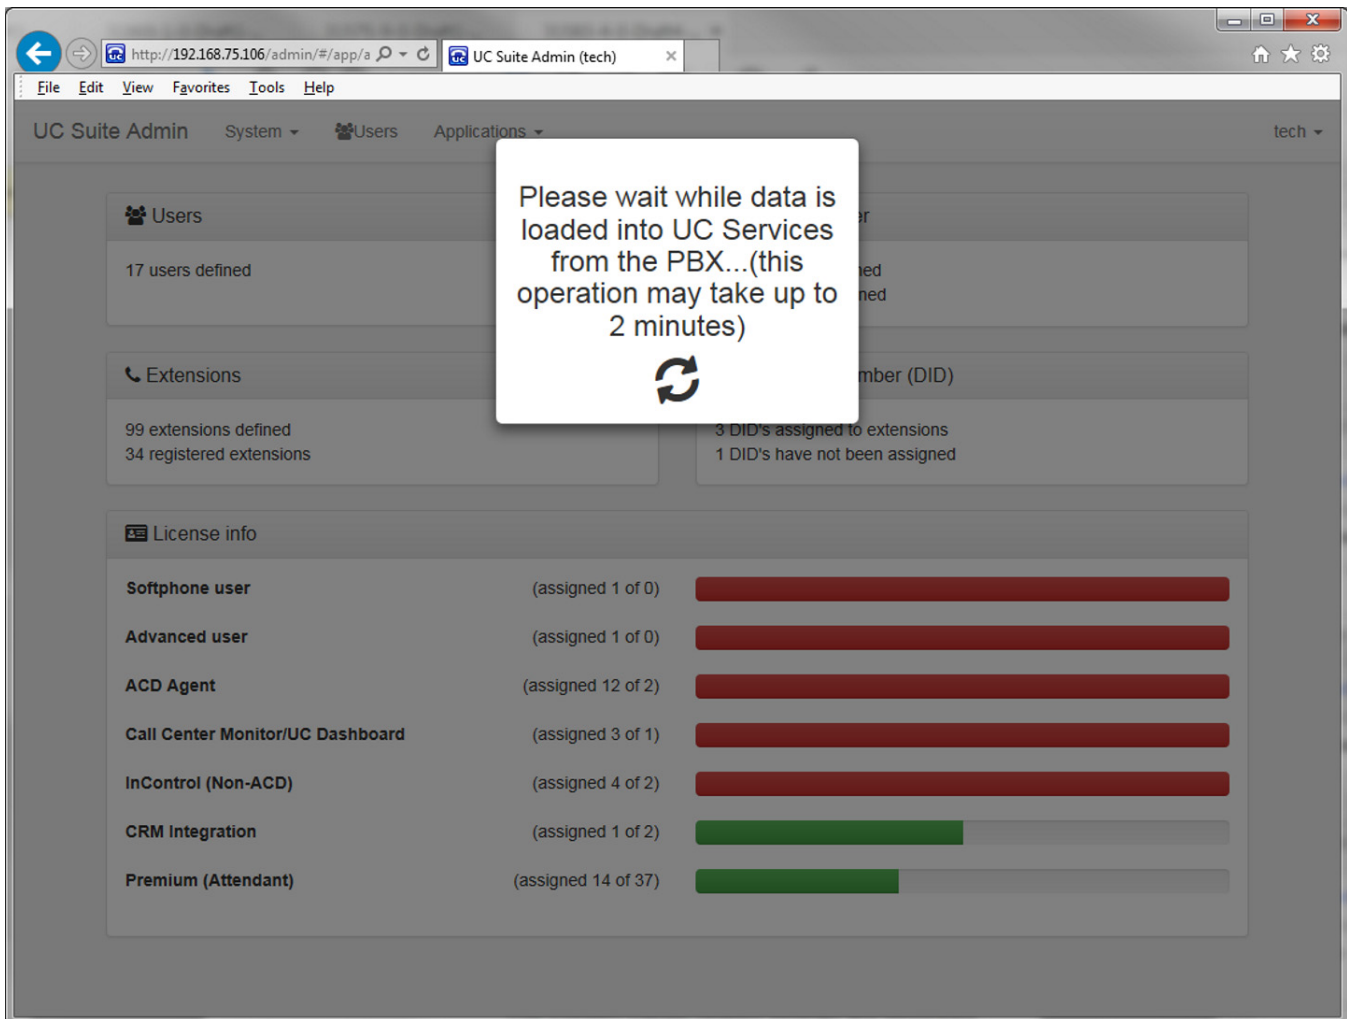 http://192.168.75.106/admin/#/app/a
UC Suite Admin (tech)
File Edit View Favorites Tools Help
UC Suite Admin System Users Applications tech
Please wait while data is
loaded into UC Services
from the PBX...(this
operation may take up to
2 minutes)
Users
17 users defined
Extensions
99 extensions defined
34 registered extensions
(DID)
3 DID's assigned to extensions
1 DID's have not been assigned
License info
Softphone user (assigned 1 of 0)
Advanced user (assigned 1 of 0)
ACD Agent (assigned 12 of 2)
Call Center Monitor/UC Dashboard (assigned 3 of 1)
InControl (Non-ACD) (assigned 4 of 2)
CRM Integration (assigned 1 of 2)
Premium (Attendant) (assigned 14 of 37)